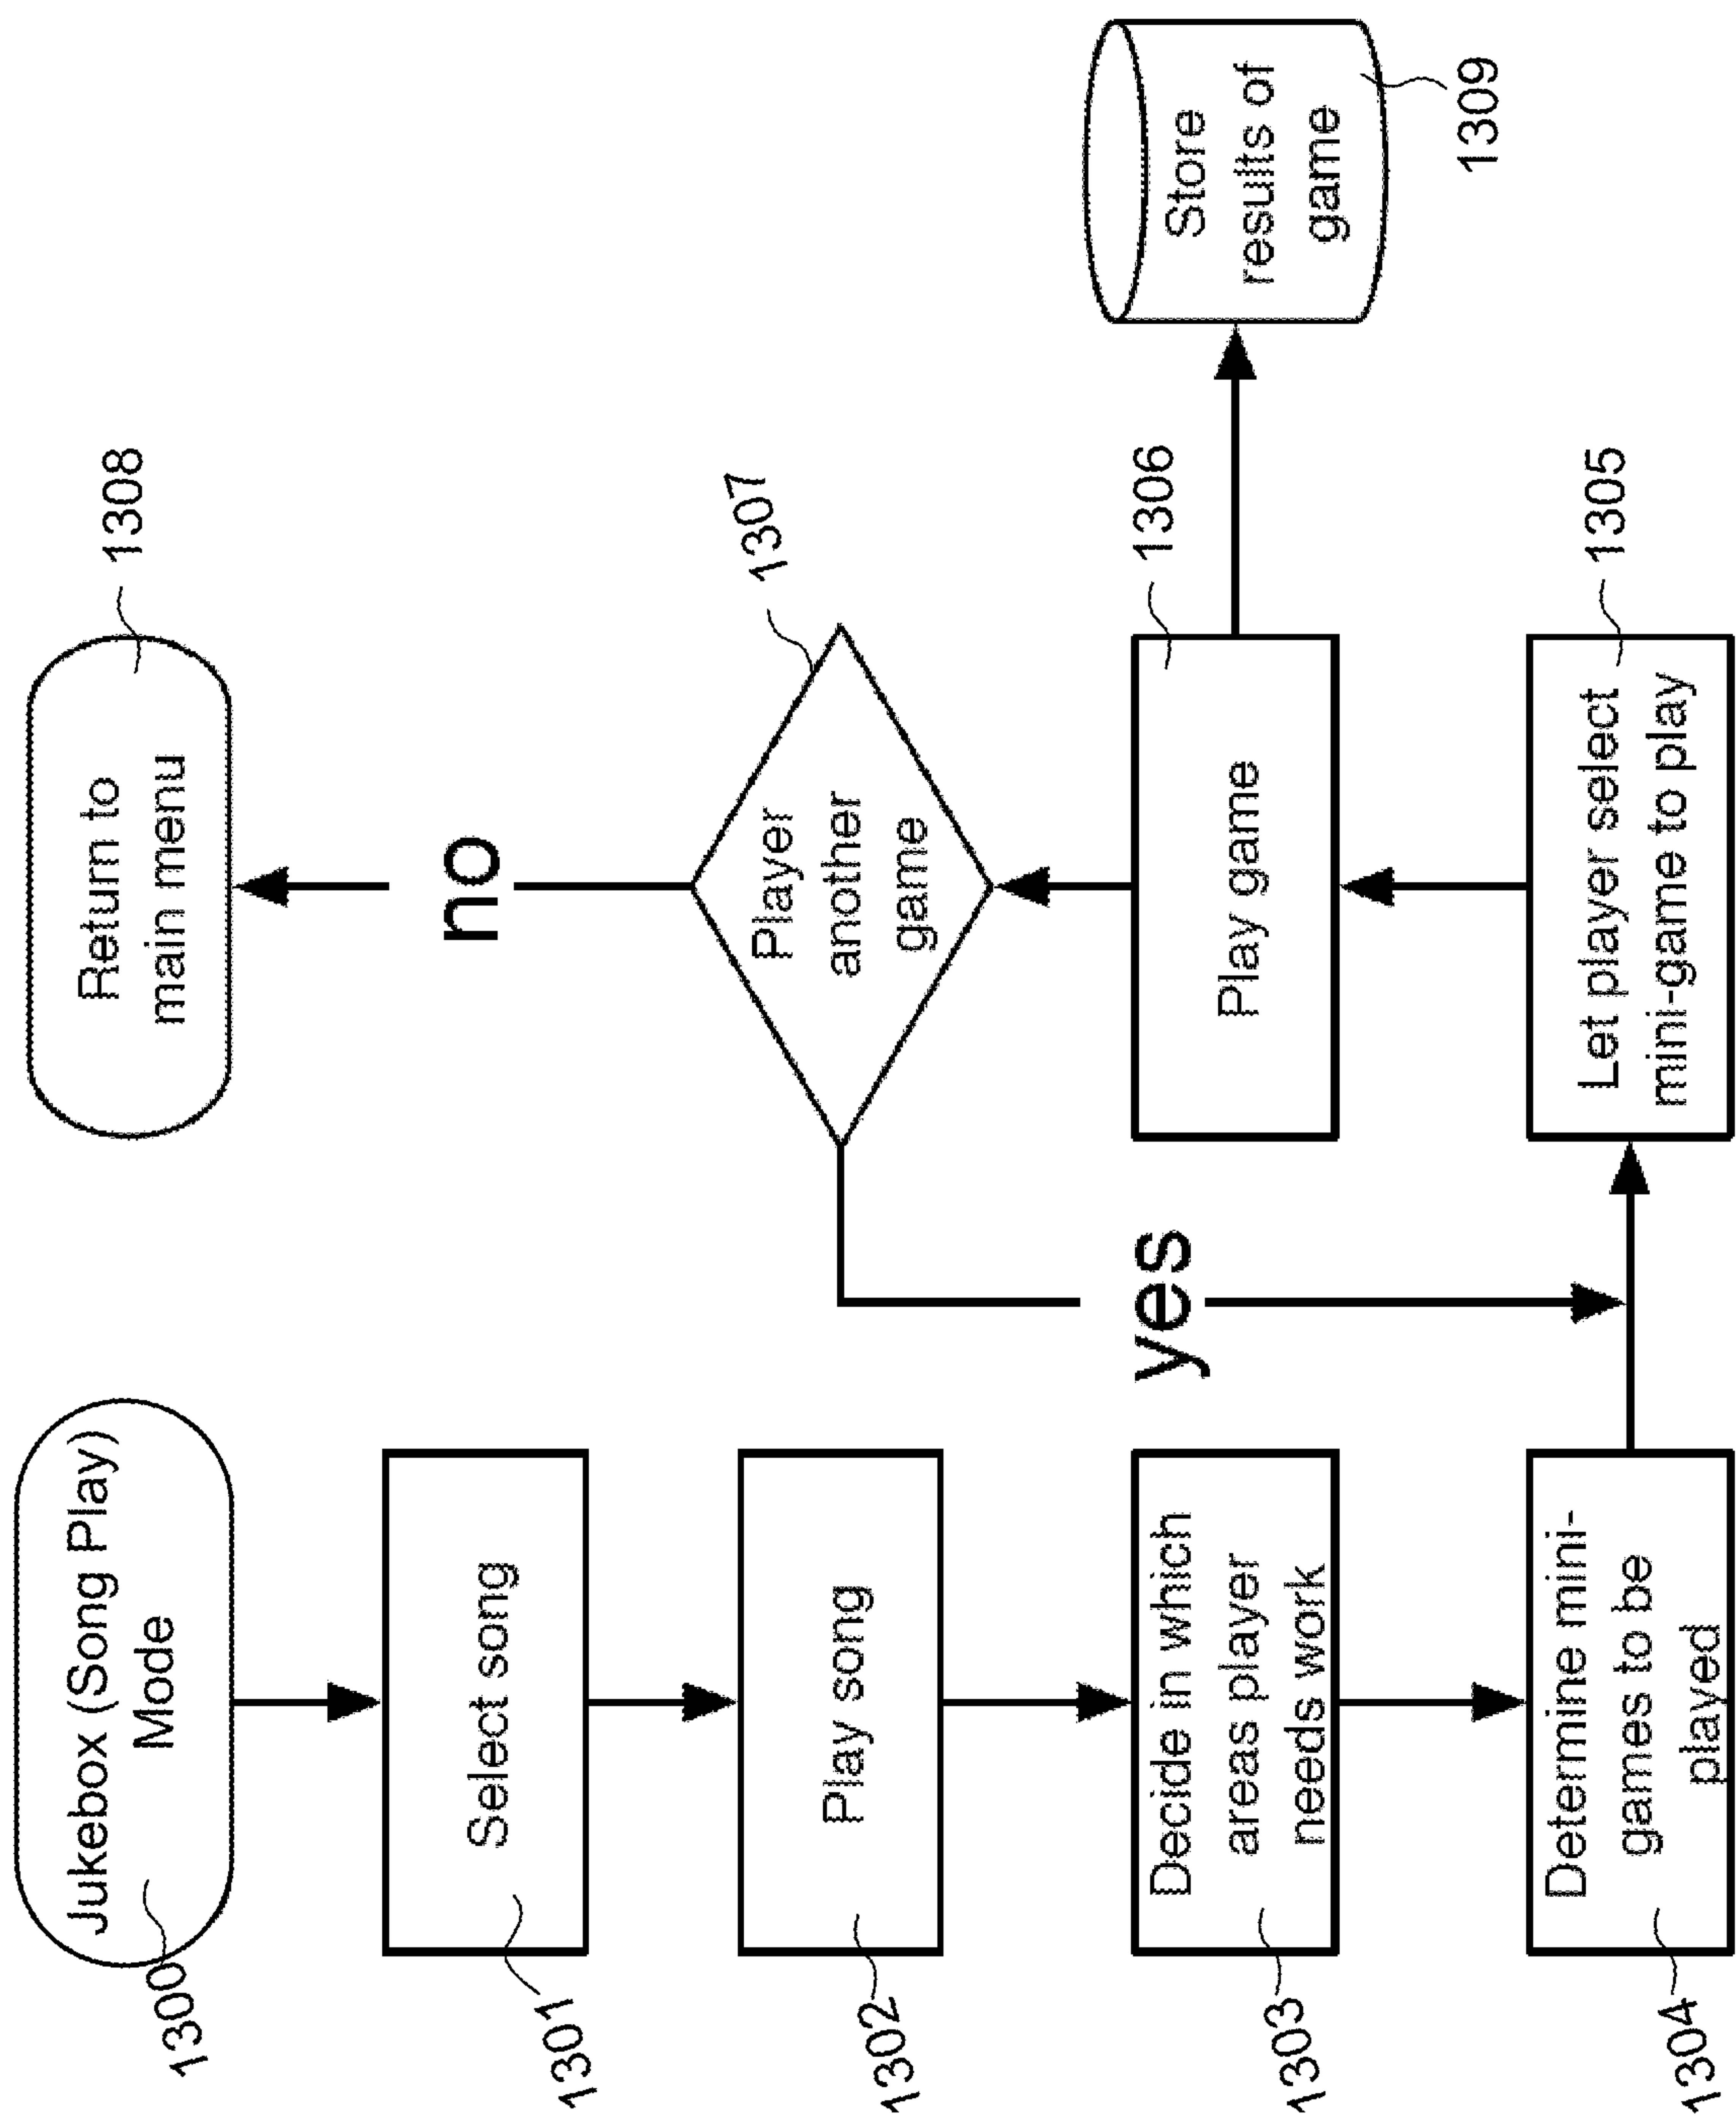 Jukebox (Song Play)
Mode
1300
Select song
1301
Play song
1302
Decide in which
areas player
needs work
1303
Determine mini-
games to be
played
1304
Return to
main menu
1308
no
Player
another
game
1307
yes
Play game
1306
Let player select
mini-game to play
1305
Store
results of
game
1309